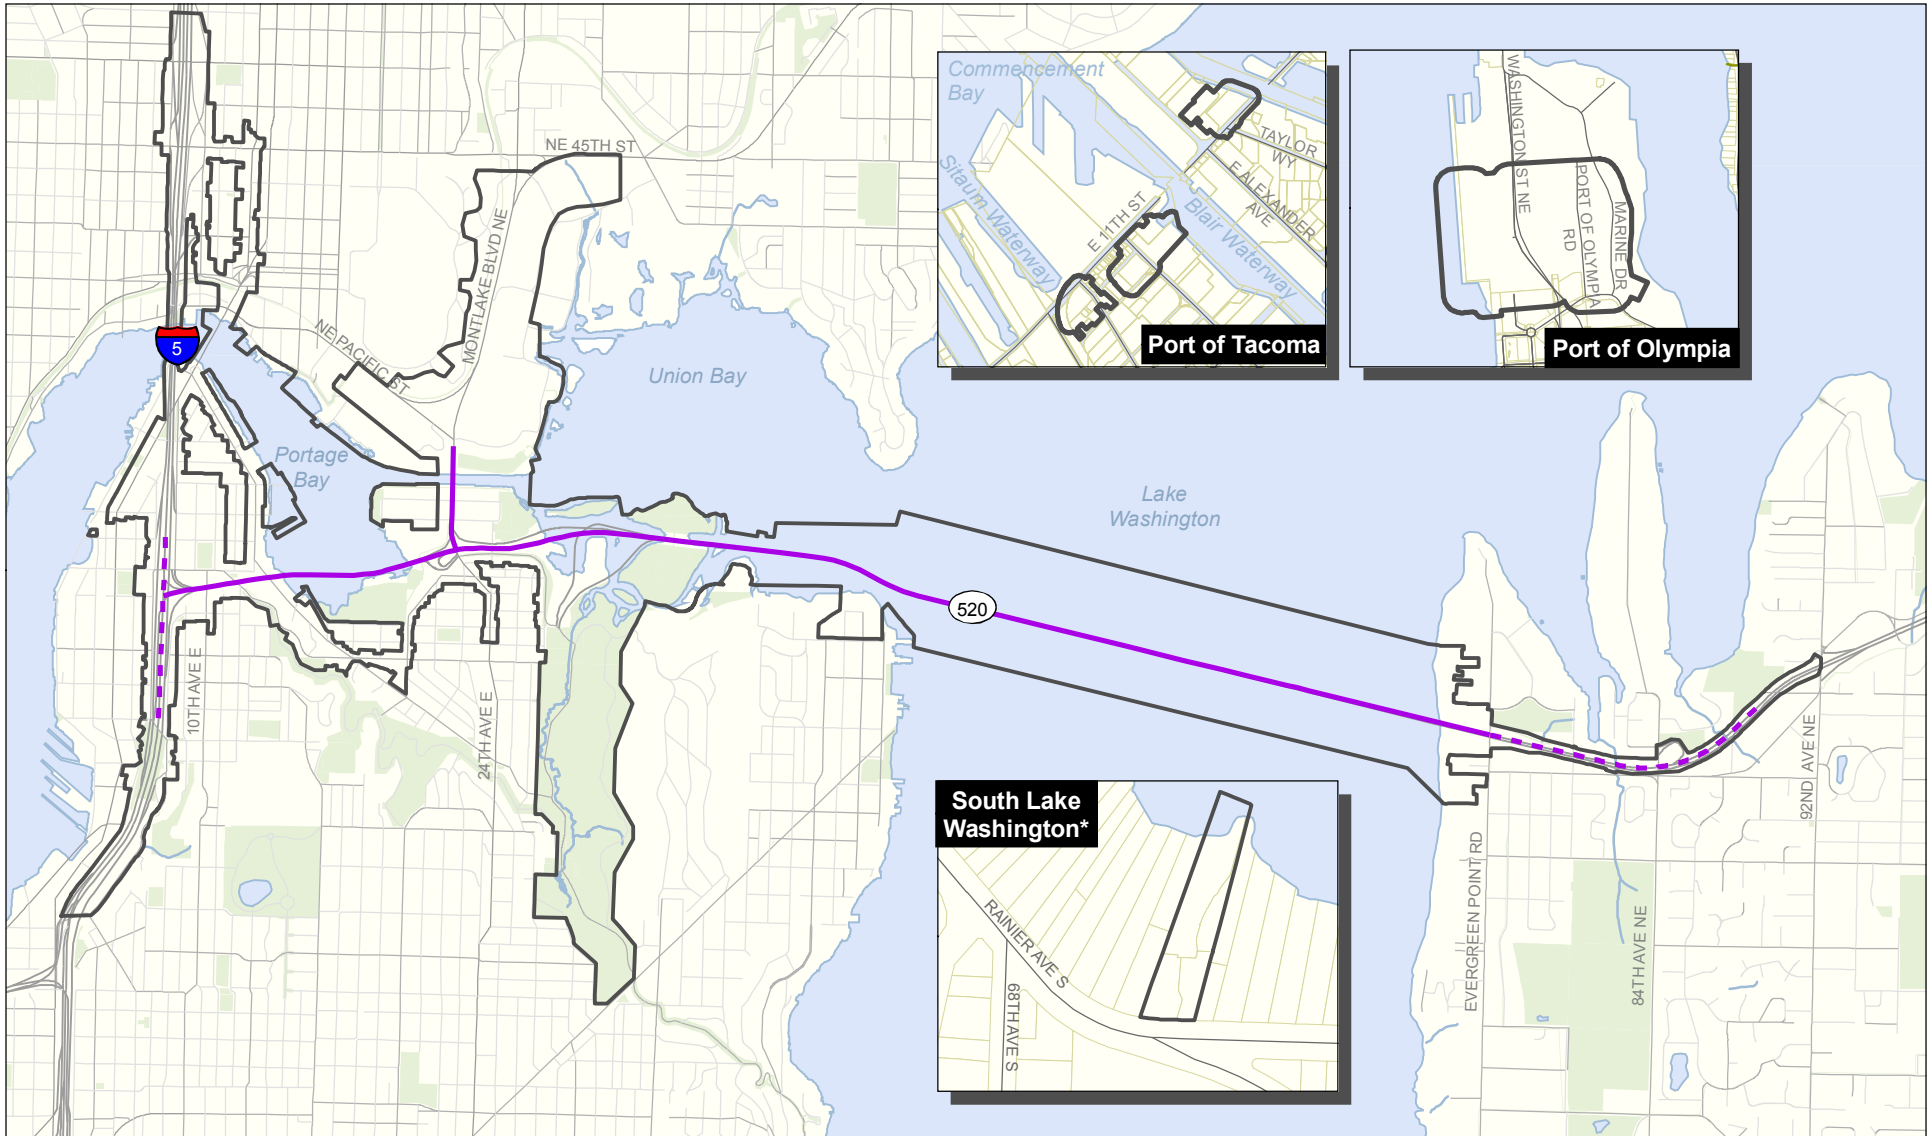 NE 45TH ST
MONTLAKE BLVD NE
NE PACIFIC ST
5
Union Bay
Portage
Bay
Lake
Washington
520
10TH AVE E
24TH AVE E
EVERGREEN POINT RD
84TH AVE NE
92ND AVE NE
Commencement
Bay
Sitaum Waterway
E 11TH ST
Blair Waterway
TAYLOR
WY
E ALEXANDER
AVE
Port of Tacoma
WASHINGTON ST NE
PORT OF OLYMPIA
RD
MARINE DR
Port of Olympia
South Lake
Washington*
RAINIER AVE S
68TH AVE S